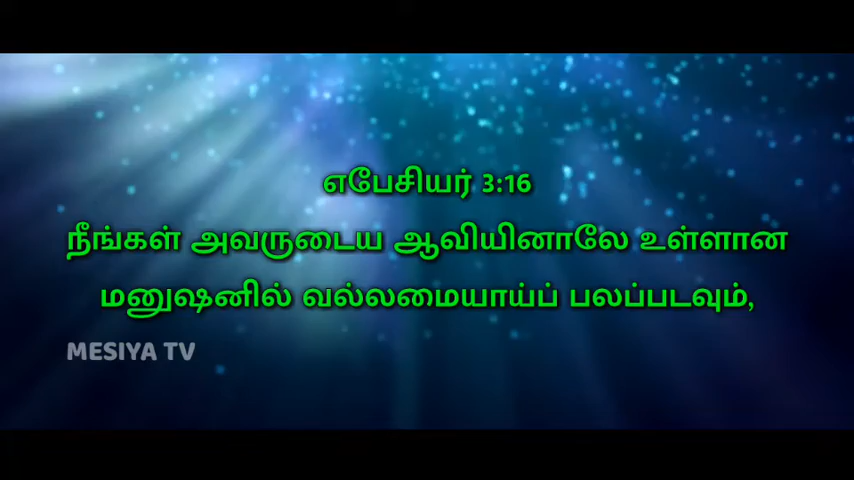 எபேசியர் 3:16
நீங்கள் அவருடைய ஆவியினாலே உள்ளான
மனுஷனில் வல்லமையாய்ப் பலப்படவும்,
MESIYA TV